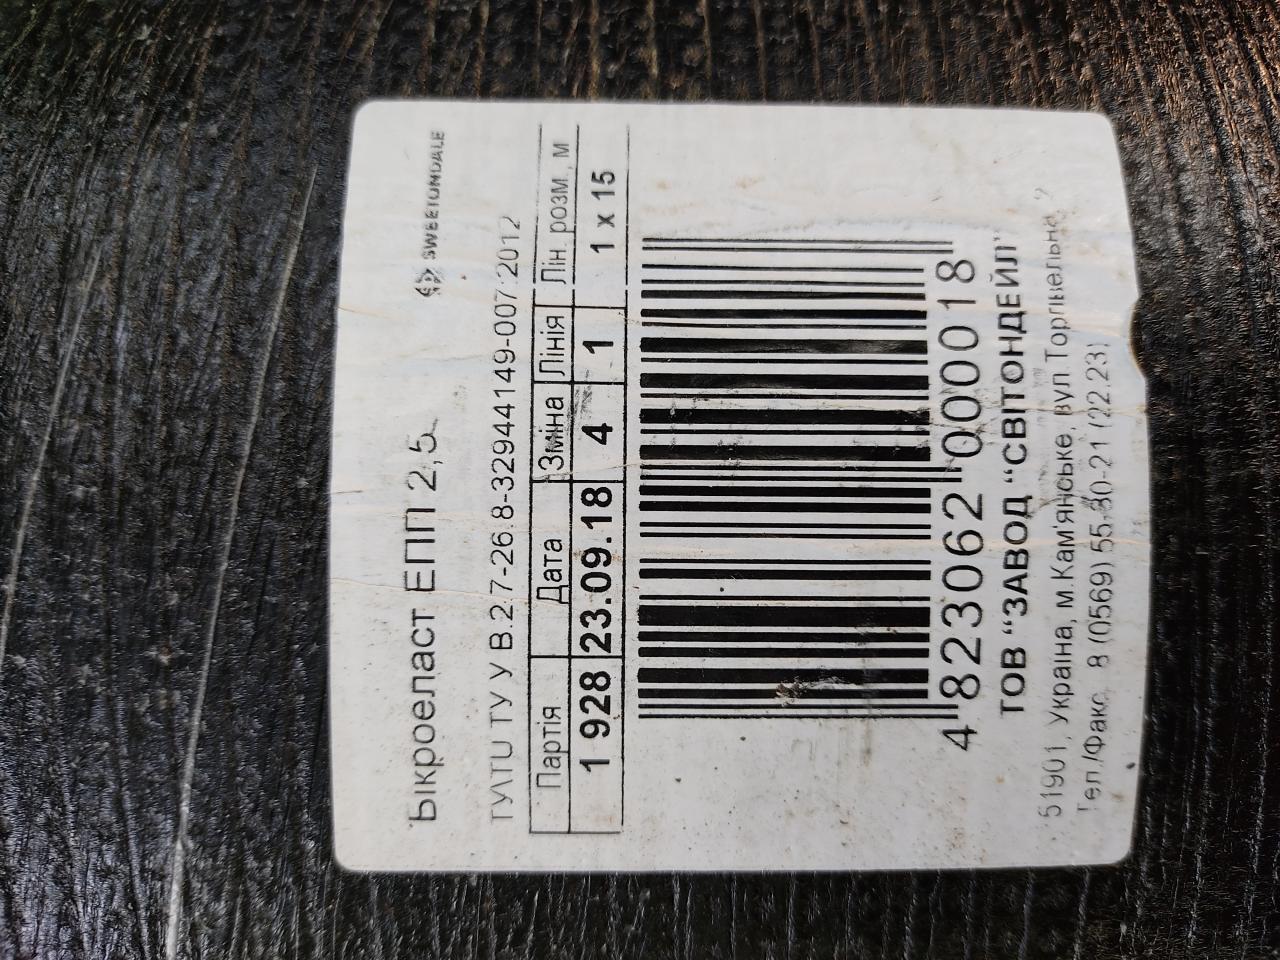 Бікроеласт ЕПП 2,5
SWEETONDALE
ТУ\TU ТУ У В.2.7-26.8-32944149-007:2012
Партія Дата Зміна Лінія Лін. розм., м
1 928 23.09.18 4 1 1 x 15
4 823062 000018
ТОВ “ЗАВОД “СВІТОНДЕЙЛ”
51901, Україна, м.Кам'янське, вул Торгівельна, 2
Тел./Факс. 8 (0569) 55-30-21 (22,23)